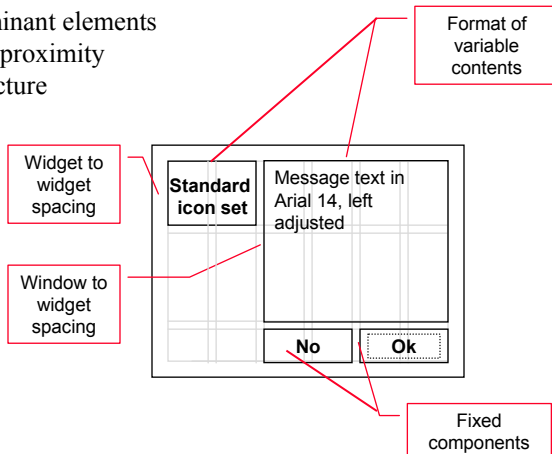 minant elements
proximity
cture
Format of
variable
contents
Widget to
widget
spacing
Standard
icon set
Message text in
Arial 14, left
adjusted
Window to
widget
spacing
No
Ok
Fixed
components